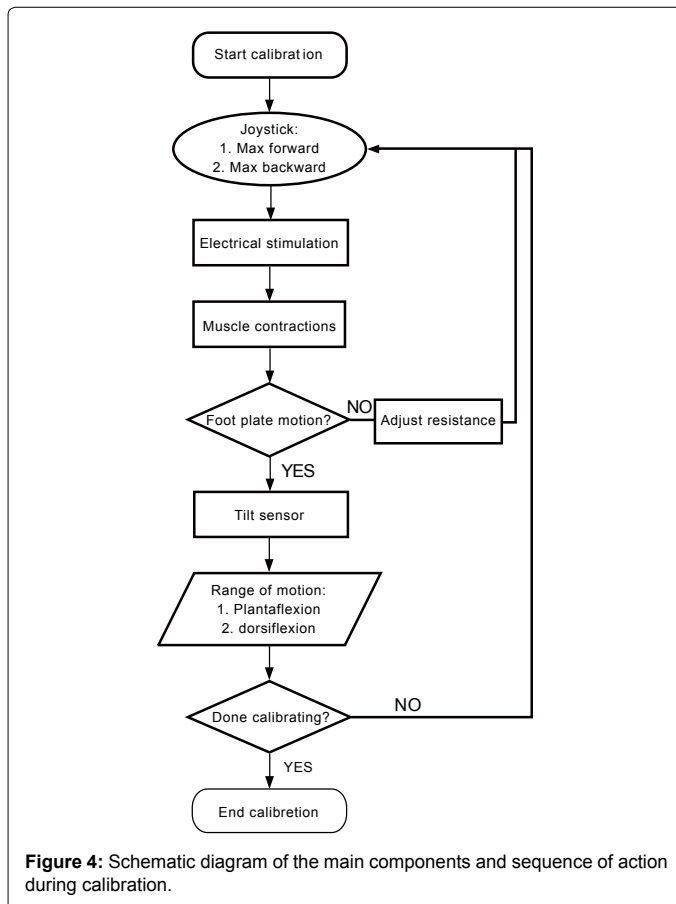 Start calibration
Joystick:
1. Max forward
2. Max backward
Electrical stimulation
Muscle contractions
Foot plate motion?
NO
Adjust resistance
YES
Tilt sensor
Range of motion:
1. Plantaflexion
2. dorsiflexion
Done calibrating?
NO
YES
End calibretion
Figure 4: Schematic diagram of the main components and sequence of action
during calibration.